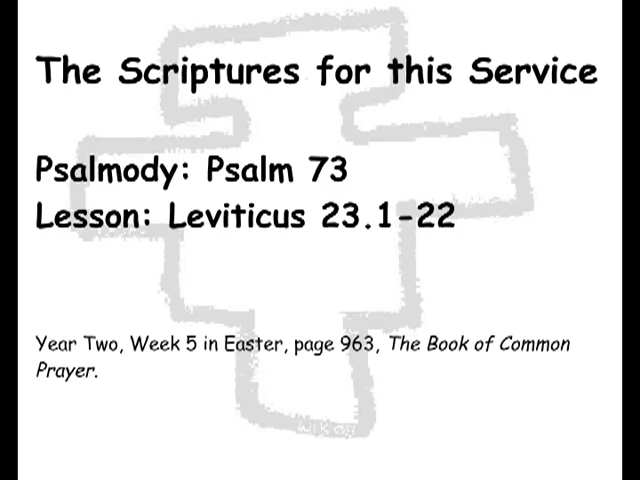 The Scriptures for this Service
Psalmody: Psalm 73
Lesson: Leviticus 23.1-22
Year Two, Week 5 in Easter, page 963, The Book of Common
Prayer.